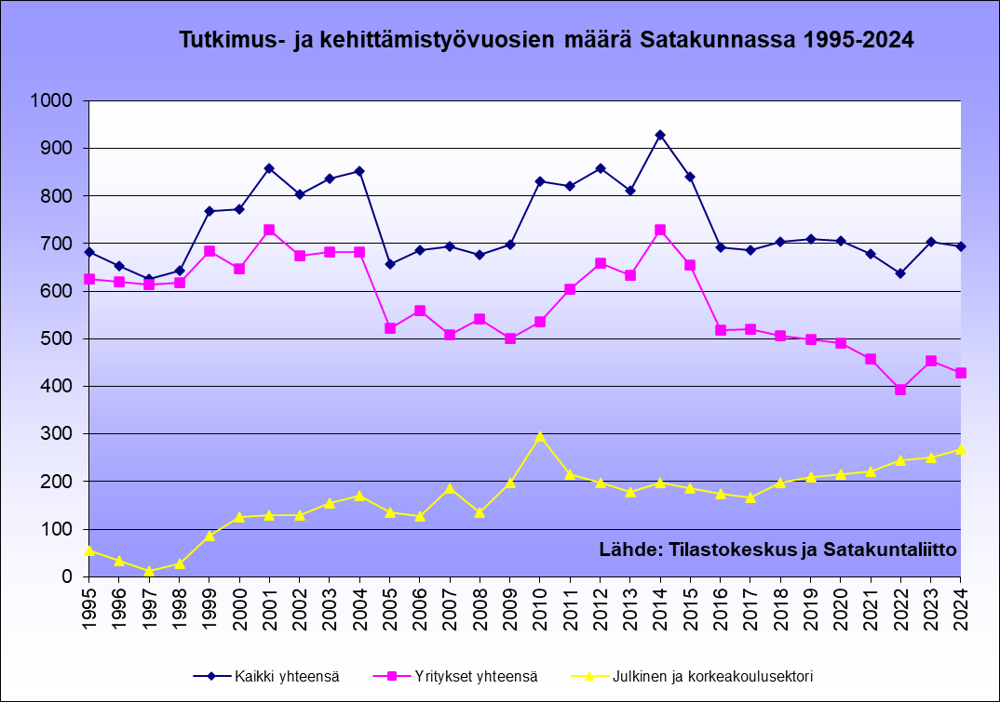 Tutkimus- ja kehittämistyövuosien määrä Satakunnassa 1995-2024
1000
900
800
700
600
500
400
300
200
100
0
Lähde: Tilastokeskus ja Satakuntaliitto
1995 1996 1997 1998 1999 2000 2001 2002 2003 2004 2005 2006 2007 2008 2009 2010 2011 2012 2013 2014 2015 2016 2017 2018 2019 2020 2021 2022 2023 2024
Kaikki yhteensä Yritykset yhteensä Julkinen ja korkeakoulusektori